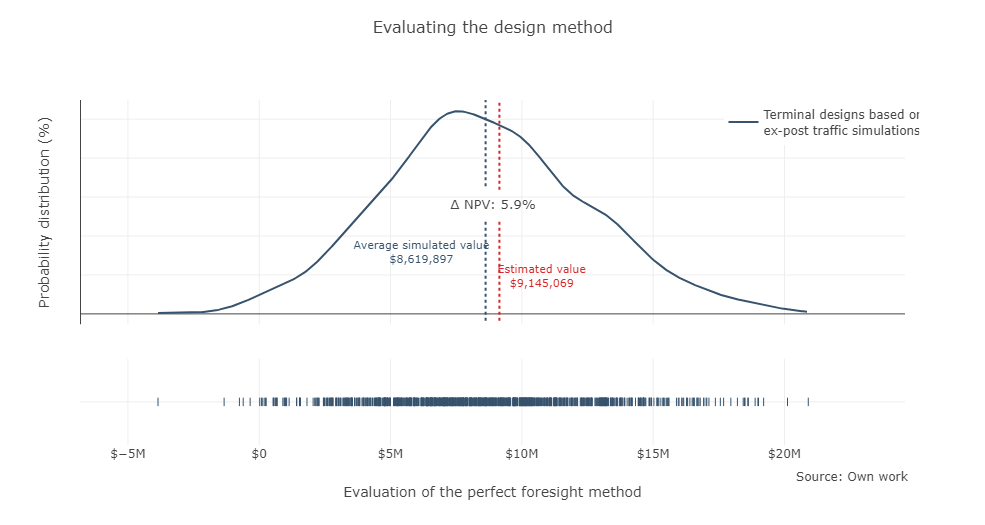 Evaluating the design method
Terminal designs based or
ex-post traffic simulations
Probability distribution (%)
Δ NPV: 5.9%
Average simulated value
$8,619,897
Estimated value
$9,145,069
$−5M
$0
$5M
$10M
$15M
$20M
Source: Own work
Evaluation of the perfect foresight method